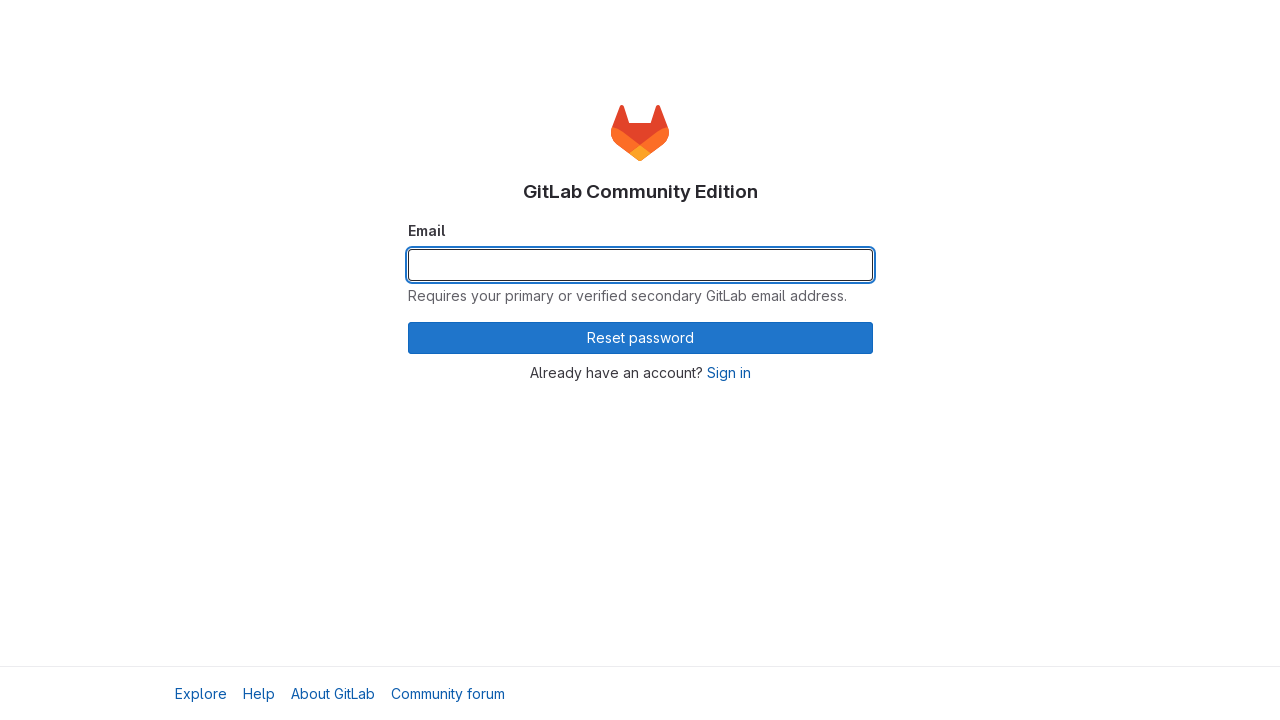 GitLab Community Edition
Email
Requires your primary or verified secondary GitLab email address.
Reset password
Already have an account? Sign in
Explore Help About GitLab Community forum